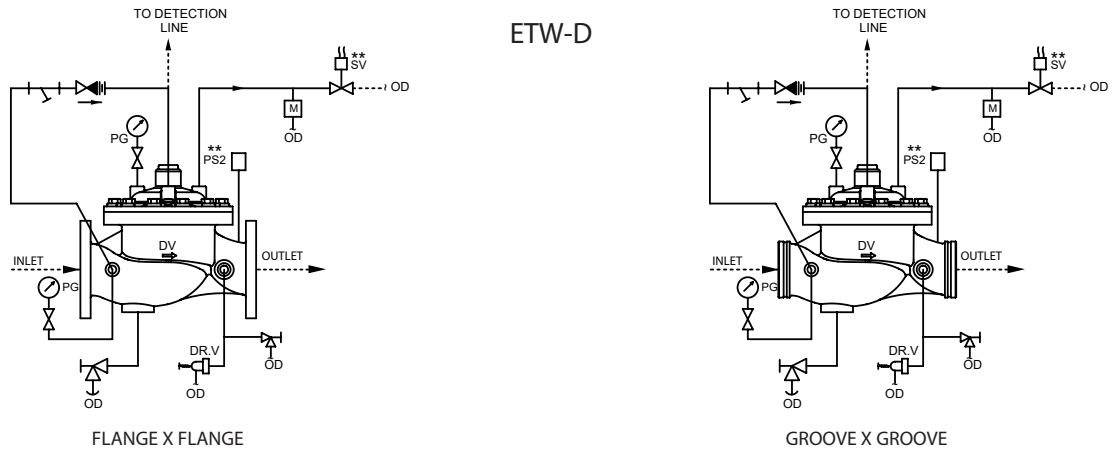 ETW-D
TO DETECTION
LINE
**
SV
OD
M
OD
PG
**
PS2
DV
INLET
OUTLET
PG
DR.V
OD
OD
OD
FLANGE X FLANGE
TO DETECTION
LINE
**
SV
OD
M
OD
PG
**
PS2
DV
INLET
OUTLET
PG
DR.V
OD
OD
OD
GROOVE X GROOVE